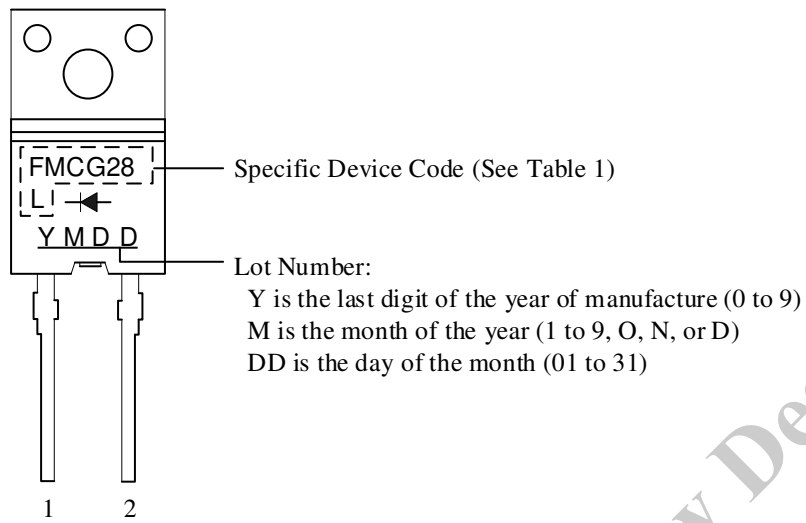 FMCG28
L
Y M D D
Specific Device Code (See Table 1)
Lot Number:
Y is the last digit of the year of manufacture (0 to 9)
M is the month of the year (1 to 9, O, N, or D)
DD is the day of the month (01 to 31)
1 2